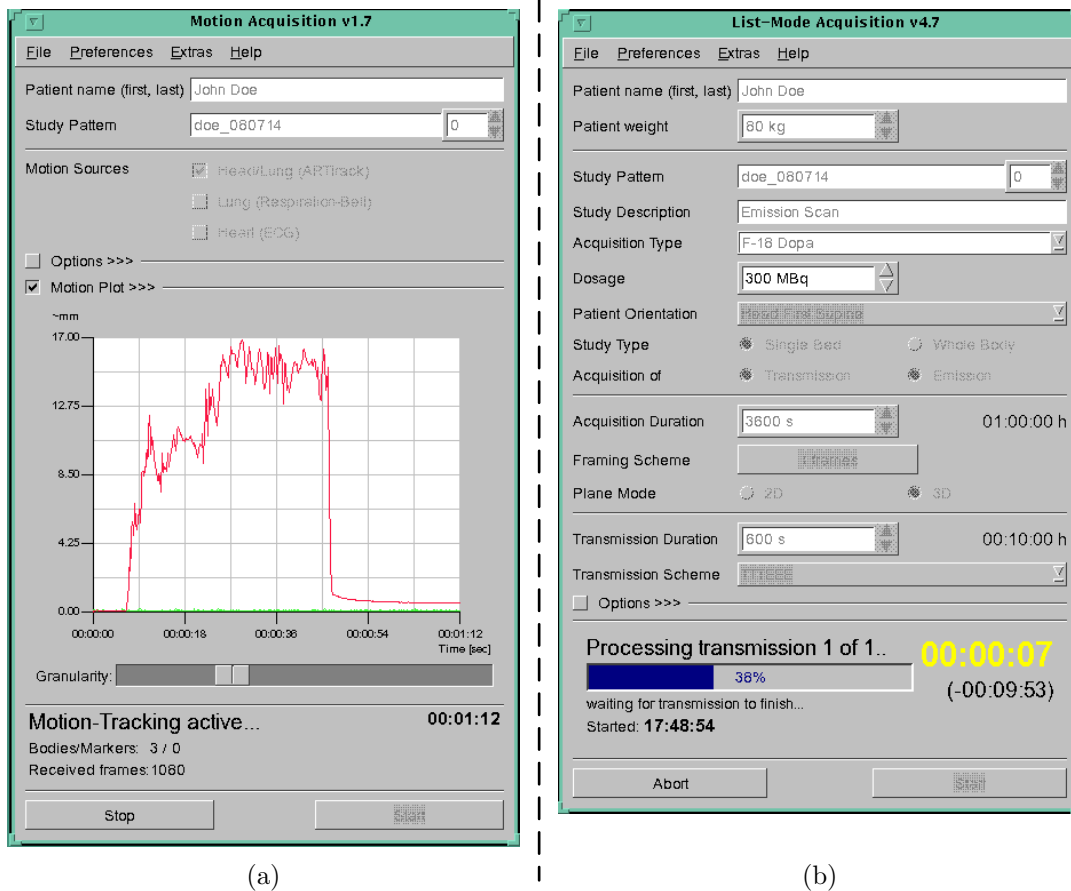 Motion Acquisition v1.7
File Preferences Extras Help
Patient name (first, last) John Doe
Study Pattern doe_080714 0
Motion Sources Head/Lung (ARTtrack)
Lung (Respiration-Belt)
Heart (ECG)
Options >>>
Motion Plot >>>
~mm
17.00
12.75
8.50
4.25
0.00
00:00:00 00:00:18 00:00:36 00:00:54 00:01:12
Time [sec]
Granularity:
Motion-Tracking active... 00:01:12
Bodies/Markers: 3 / 0
Received frames: 1080
Stop Start
(a)
List-Mode Acquisition v4.7
File Preferences Extras Help
Patient name (first, last) John Doe
Patient weight 80 kg
Study Pattern doe_080714 0
Study Description Emission Scan
Acquisition Type F-18 Dopa
Dosage 300 MBq
Patient Orientation Head First Supine
Study Type Single Bed Whole Body
Acquisition of Transmission Emission
Acquisition Duration 3600 s 01:00:00 h
Framing Scheme
Plane Mode 2D 3D
Transmission Duration 600 s 00:10:00 h
Transmission Scheme
Options >>>
Processing transmission 1 of 1.. 00:00:07
38% (-00:09:53)
waiting for transmission to finish...
Started: 17:48:54
Abort Start
(b)